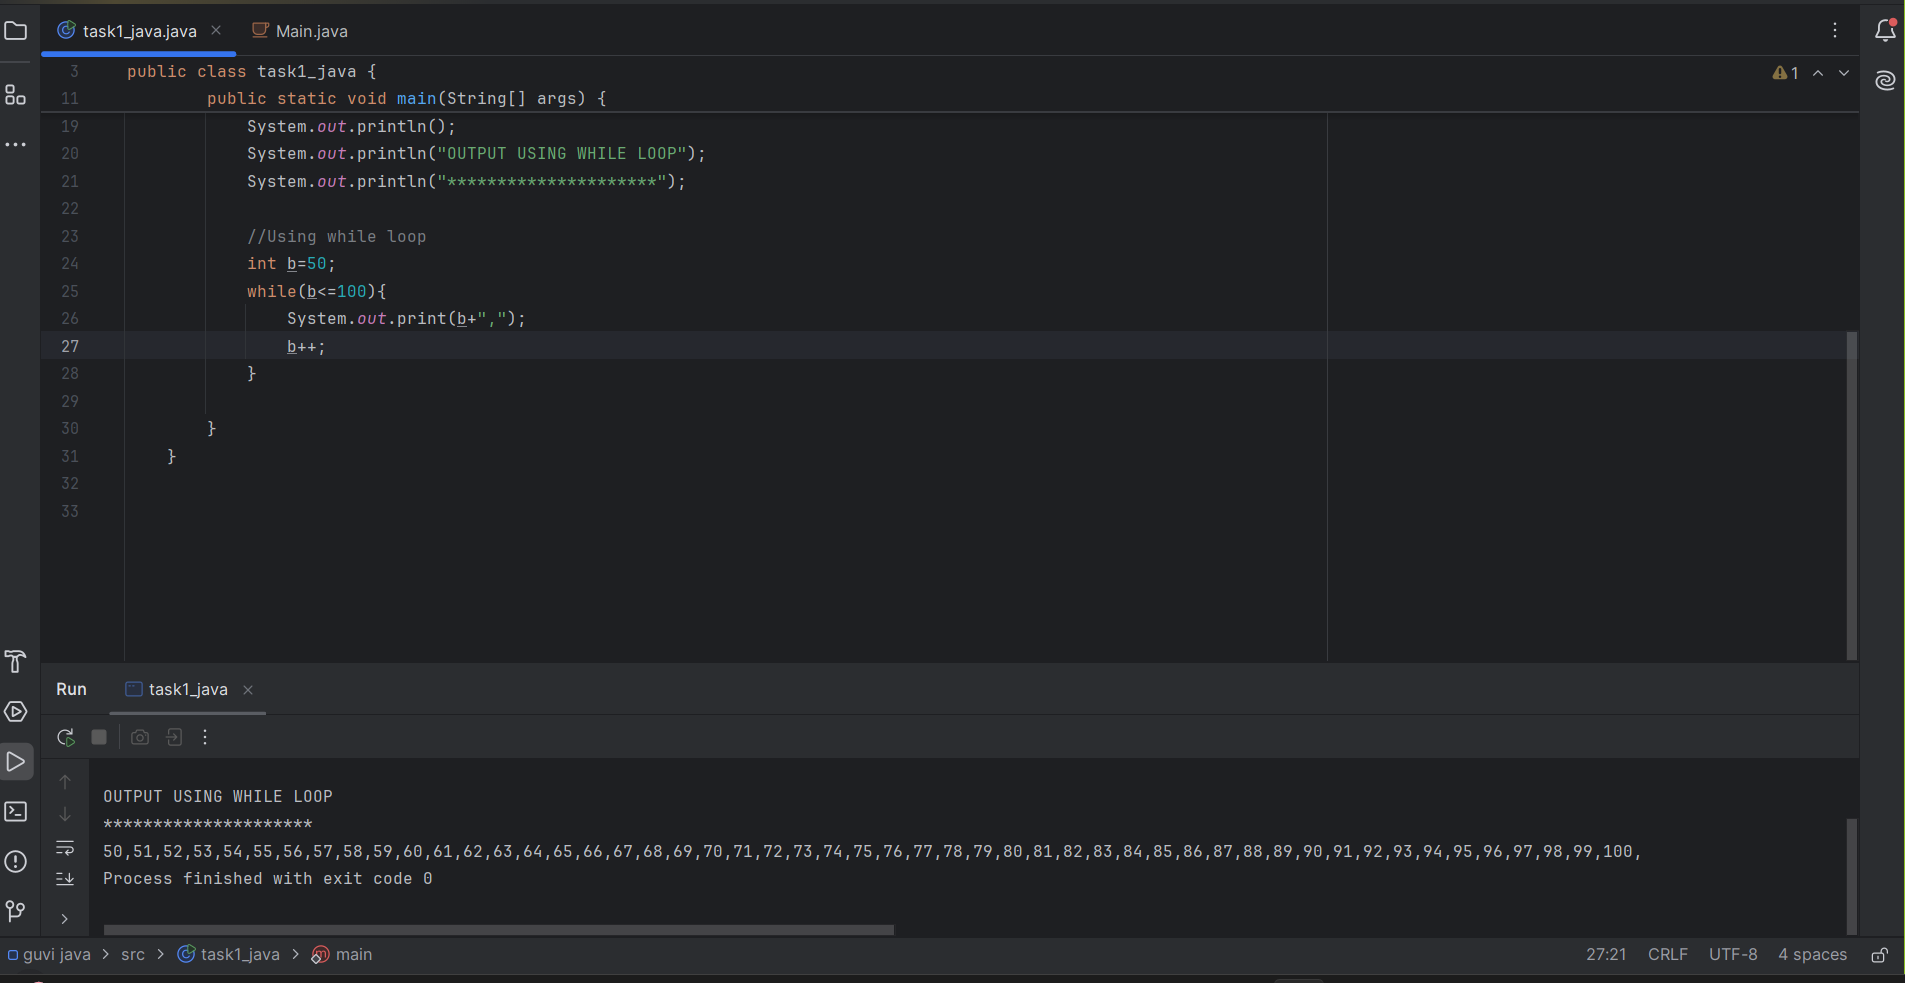 task1_java.java Main.java
3 public class task1_java {
1
11 public static void main(String[] args) {
19 System.out.println();
20 System.out.println("OUTPUT USING WHILE LOOP");
21 System.out.println("*********************");
22
23 //Using while loop
24 int b=50;
25 while(b<=100){
26 System.out.print(b+",");
27 b++;
28 }
29
30 }
31 }
32
33
Run task1_java
OUTPUT USING WHILE LOOP
*********************
50,51,52,53,54,55,56,57,58,59,60,61,62,63,64,65,66,67,68,69,70,71,72,73,74,75,76,77,78,79,80,81,82,83,84,85,86,87,88,89,90,91,92,93,94,95,96,97,98,99,100,
Process finished with exit code 0
guvi java > src > task1_java > main 27:21 CRLF UTF-8 4 spaces